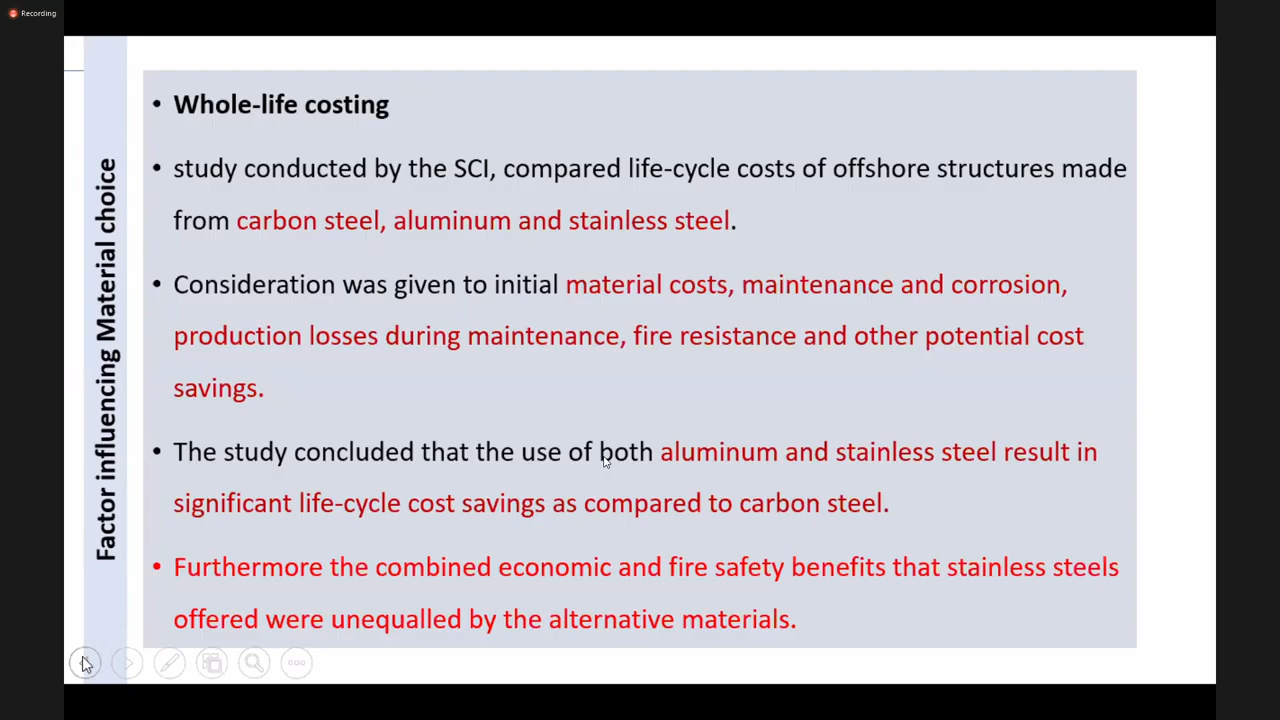 Recording
Factor influencing Material choice
• Whole-life costing
• study conducted by the SCI, compared life-cycle costs of offshore structures made
from carbon steel, aluminum and stainless steel.
• Consideration was given to initial material costs, maintenance and corrosion,
production losses during maintenance, fire resistance and other potential cost
savings.
• The study concluded that the use of both aluminum and stainless steel result in
significant life-cycle cost savings as compared to carbon steel.
• Furthermore the combined economic and fire safety benefits that stainless steels
offered were unequalled by the alternative materials.